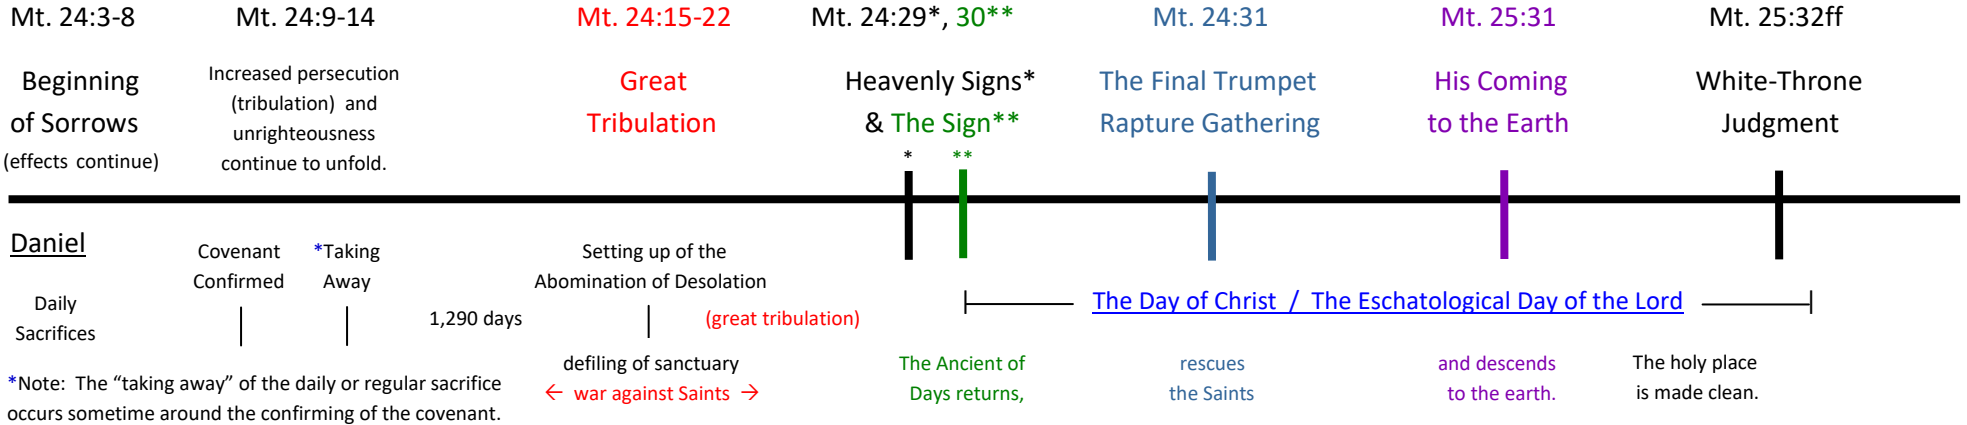 Mt. 24:3-8 Mt. 24:9-14 Mt. 24:15-22 Mt. 24:29*, 30** Mt. 24:31 Mt. 25:31 Mt. 25:32ff
Beginning
of Sorrows
(effects continue)
Increased persecution
(tribulation) and
unrighteousness
continue to unfold.
Great
Tribulation
Heavenly Signs*
& The Sign**
* **
The Final Trumpet
Rapture Gathering
His Coming
to the Earth
White-Throne
Judgment
Daniel
Daily
Sacrifices
Covenant
Confirmed
*Taking
Away
1,290 days
Setting up of the
Abomination of Desolation
(great tribulation)
The Day of Christ / The Eschatological Day of the Lord
*Note: The “taking away” of the daily or regular sacrifice
occurs sometime around the confirming of the covenant.
defiling of sanctuary
← war against Saints →
The Ancient of
Days returns,
rescues
the Saints
and descends
to the earth.
The holy place
is made clean.